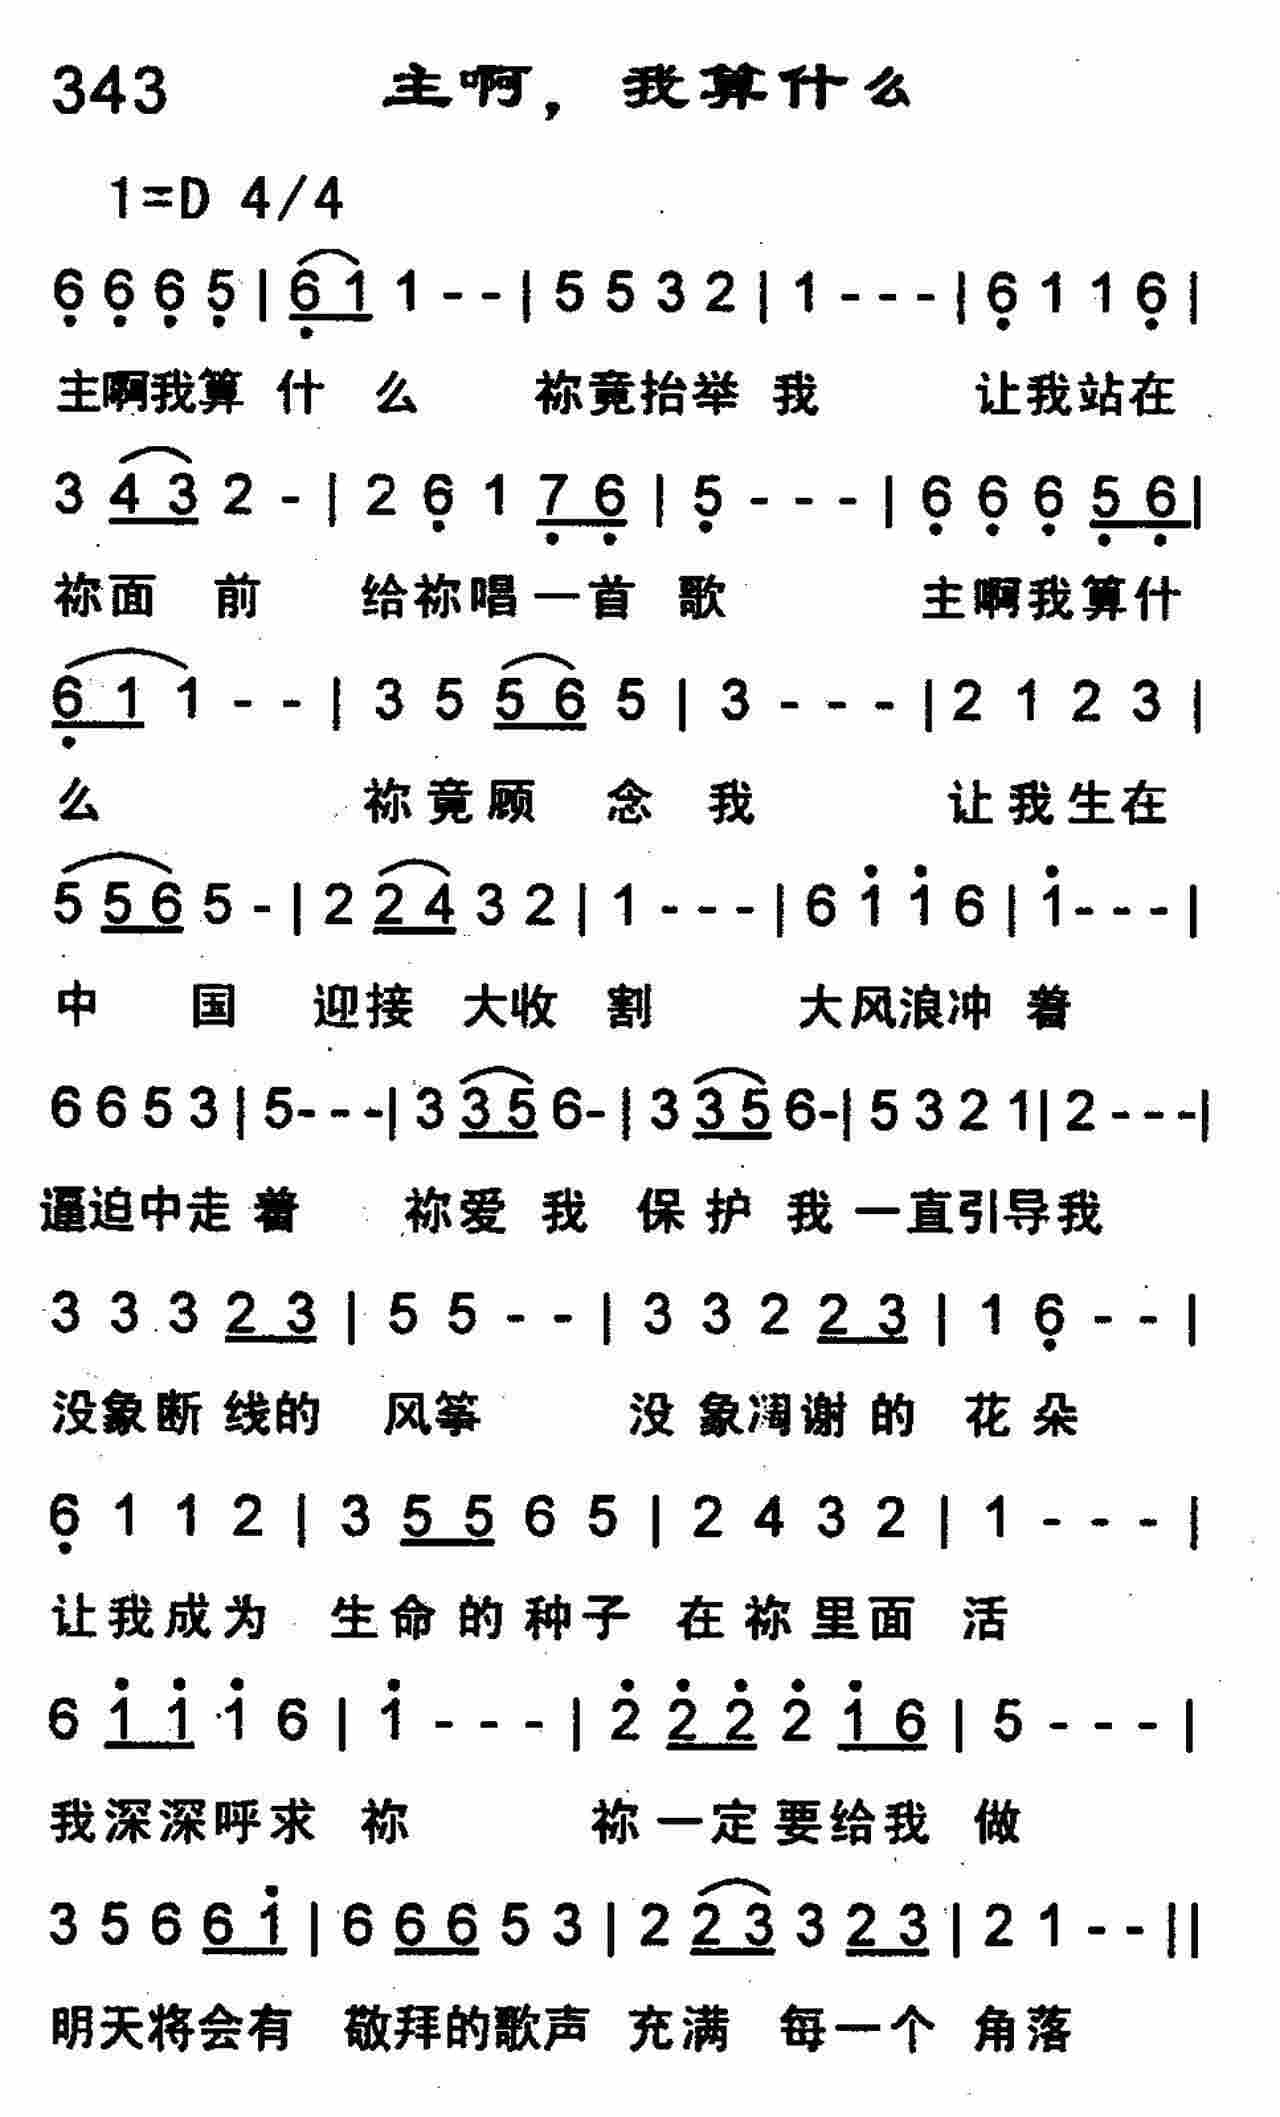 343 主啊，我算什么
1=D 4/4
6 6 6 5 | 6 1 1 - - | 5 5 3 2 | 1 - - - | 6 1 1 6 |
主啊我算 什 么 祢竟抬举 我 让我站在
3 4 3 2 - | 2 6 1 7 6 | 5 - - - | 6 6 6 5 6 |
祢面 前 给祢唱一首 歌 主啊我算什
6 1 1 - - | 3 5 5 6 5 | 3 - - - | 2 1 2 3 |
么 祢竟顾 念 我 让我生在
5 5 6 5 - | 2 2 4 3 2 | 1 - - - | 6 1 1 6 | 1 - - - |
中 国 迎接 大收 割 大风浪冲 着
6 6 5 3 | 5 - - - | 3 3 5 6 - | 3 3 5 6 - | 5 3 2 1 | 2 - - - |
逼迫中走着 祢爱 我 保护 我 一直引导我
3 3 3 2 3 | 5 5 - - | 3 3 2 2 3 | 1 6 - - |
没象断 线的 风筝 没 象凋谢 的 花 朵
6 1 1 2 | 3 5 5 6 5 | 2 4 3 2 | 1 - - - |
让我成为 生命的种子 在祢里面 活
6 1 1 1 6 | 1 - - - | 2 2 2 2 1 6 | 5 - - - |
我深深呼求 祢 祢一定要给我 做
3 5 6 6 1 | 6 6 6 5 3 | 2 2 3 3 2 3 | 2 1 - - ||
明天将会有 敬拜的歌声 充满 每一个 角落